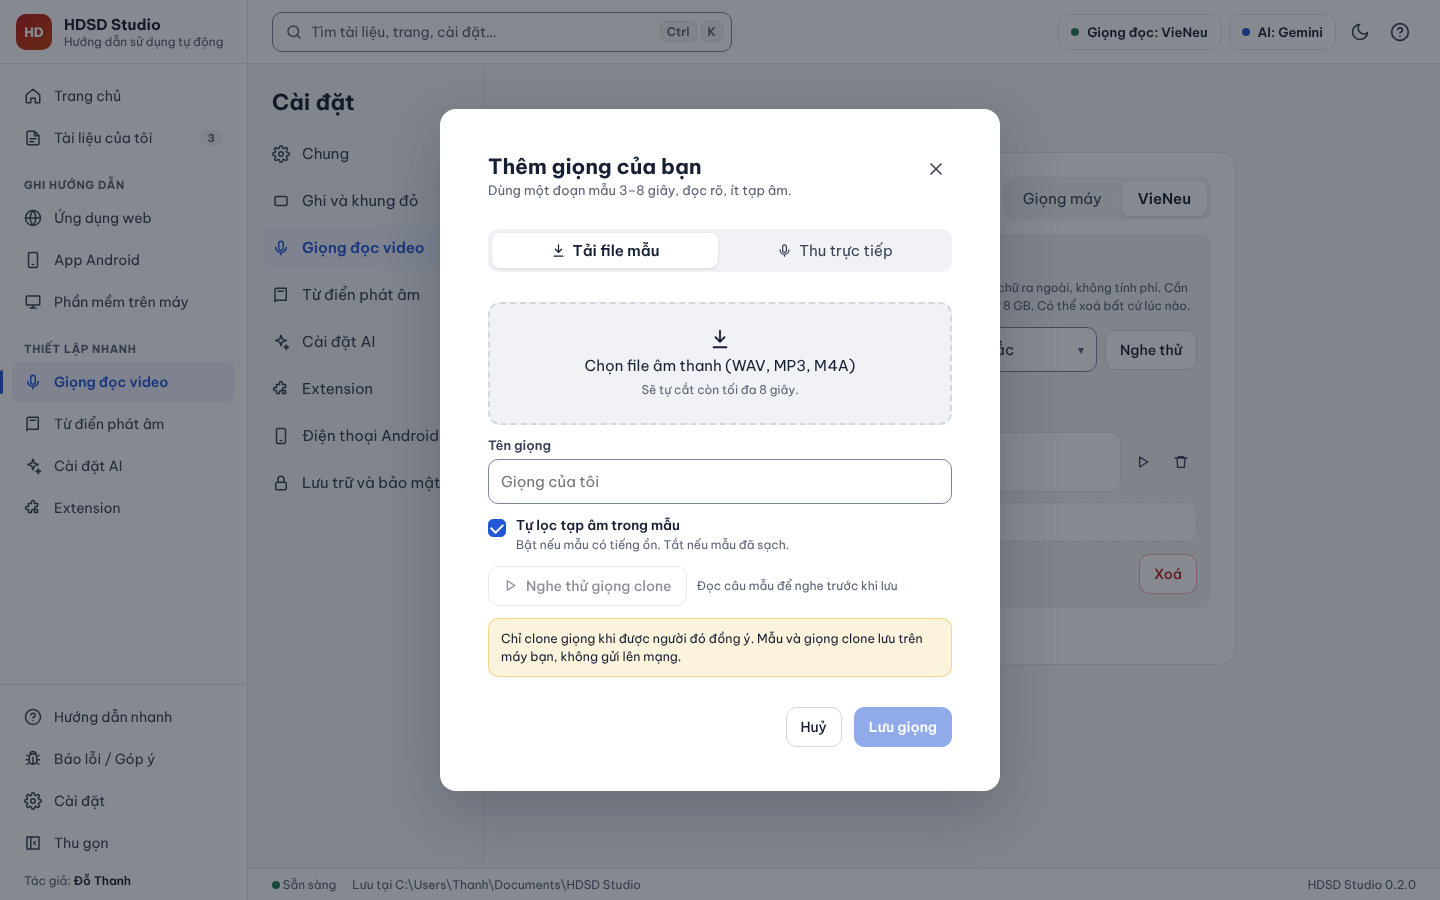 HD
HDSD Studio
Hướng dẫn sử dụng tự động
Tìm tài liệu, trang, cài đặt...
Ctrl
K
Giọng đọc: VieNeu
AI: Gemini
Trang chủ
Tài liệu của tôi
3
GHI HƯỚNG DẪN
Ứng dụng web
App Android
Phần mềm trên máy
THIẾT LẬP NHANH
Giọng đọc video
Từ điển phát âm
Cài đặt AI
Extension
Hướng dẫn nhanh
Báo lỗi / Góp ý
Cài đặt
Thu gọn
Tác giả: Đỗ Thanh
Cài đặt
Chung
Ghi và khung đỏ
Giọng đọc video
Từ điển phát âm
Cài đặt AI
Extension
Điện thoại Android
Lưu trữ và bảo mật
Thêm giọng của bạn
Dùng một đoạn mẫu 3–8 giây, đọc rõ, ít tạp âm.
Tải file mẫu
Thu trực tiếp
Chọn file âm thanh (WAV, MP3, M4A)
Sẽ tự cắt còn tối đa 8 giây.
Tên giọng
Giọng của tôi
Tự lọc tạp âm trong mẫu
Bật nếu mẫu có tiếng ồn. Tắt nếu mẫu đã sạch.
Nghe thử giọng clone
Đọc câu mẫu để nghe trước khi lưu
Chỉ clone giọng khi được người đó đồng ý. Mẫu và giọng clone lưu trên
máy bạn, không gửi lên mạng.
Huỷ
Lưu giọng
Giọng máy
VieNeu
chữ ra ngoài, không tính phí. Cần
8 GB. Có thể xoá bất cứ lúc nào.
Nghe thử
Xoá
Sẵn sàng
Lưu tại C:\Users\Thanh\Documents\HDSD Studio
HDSD Studio 0.2.0